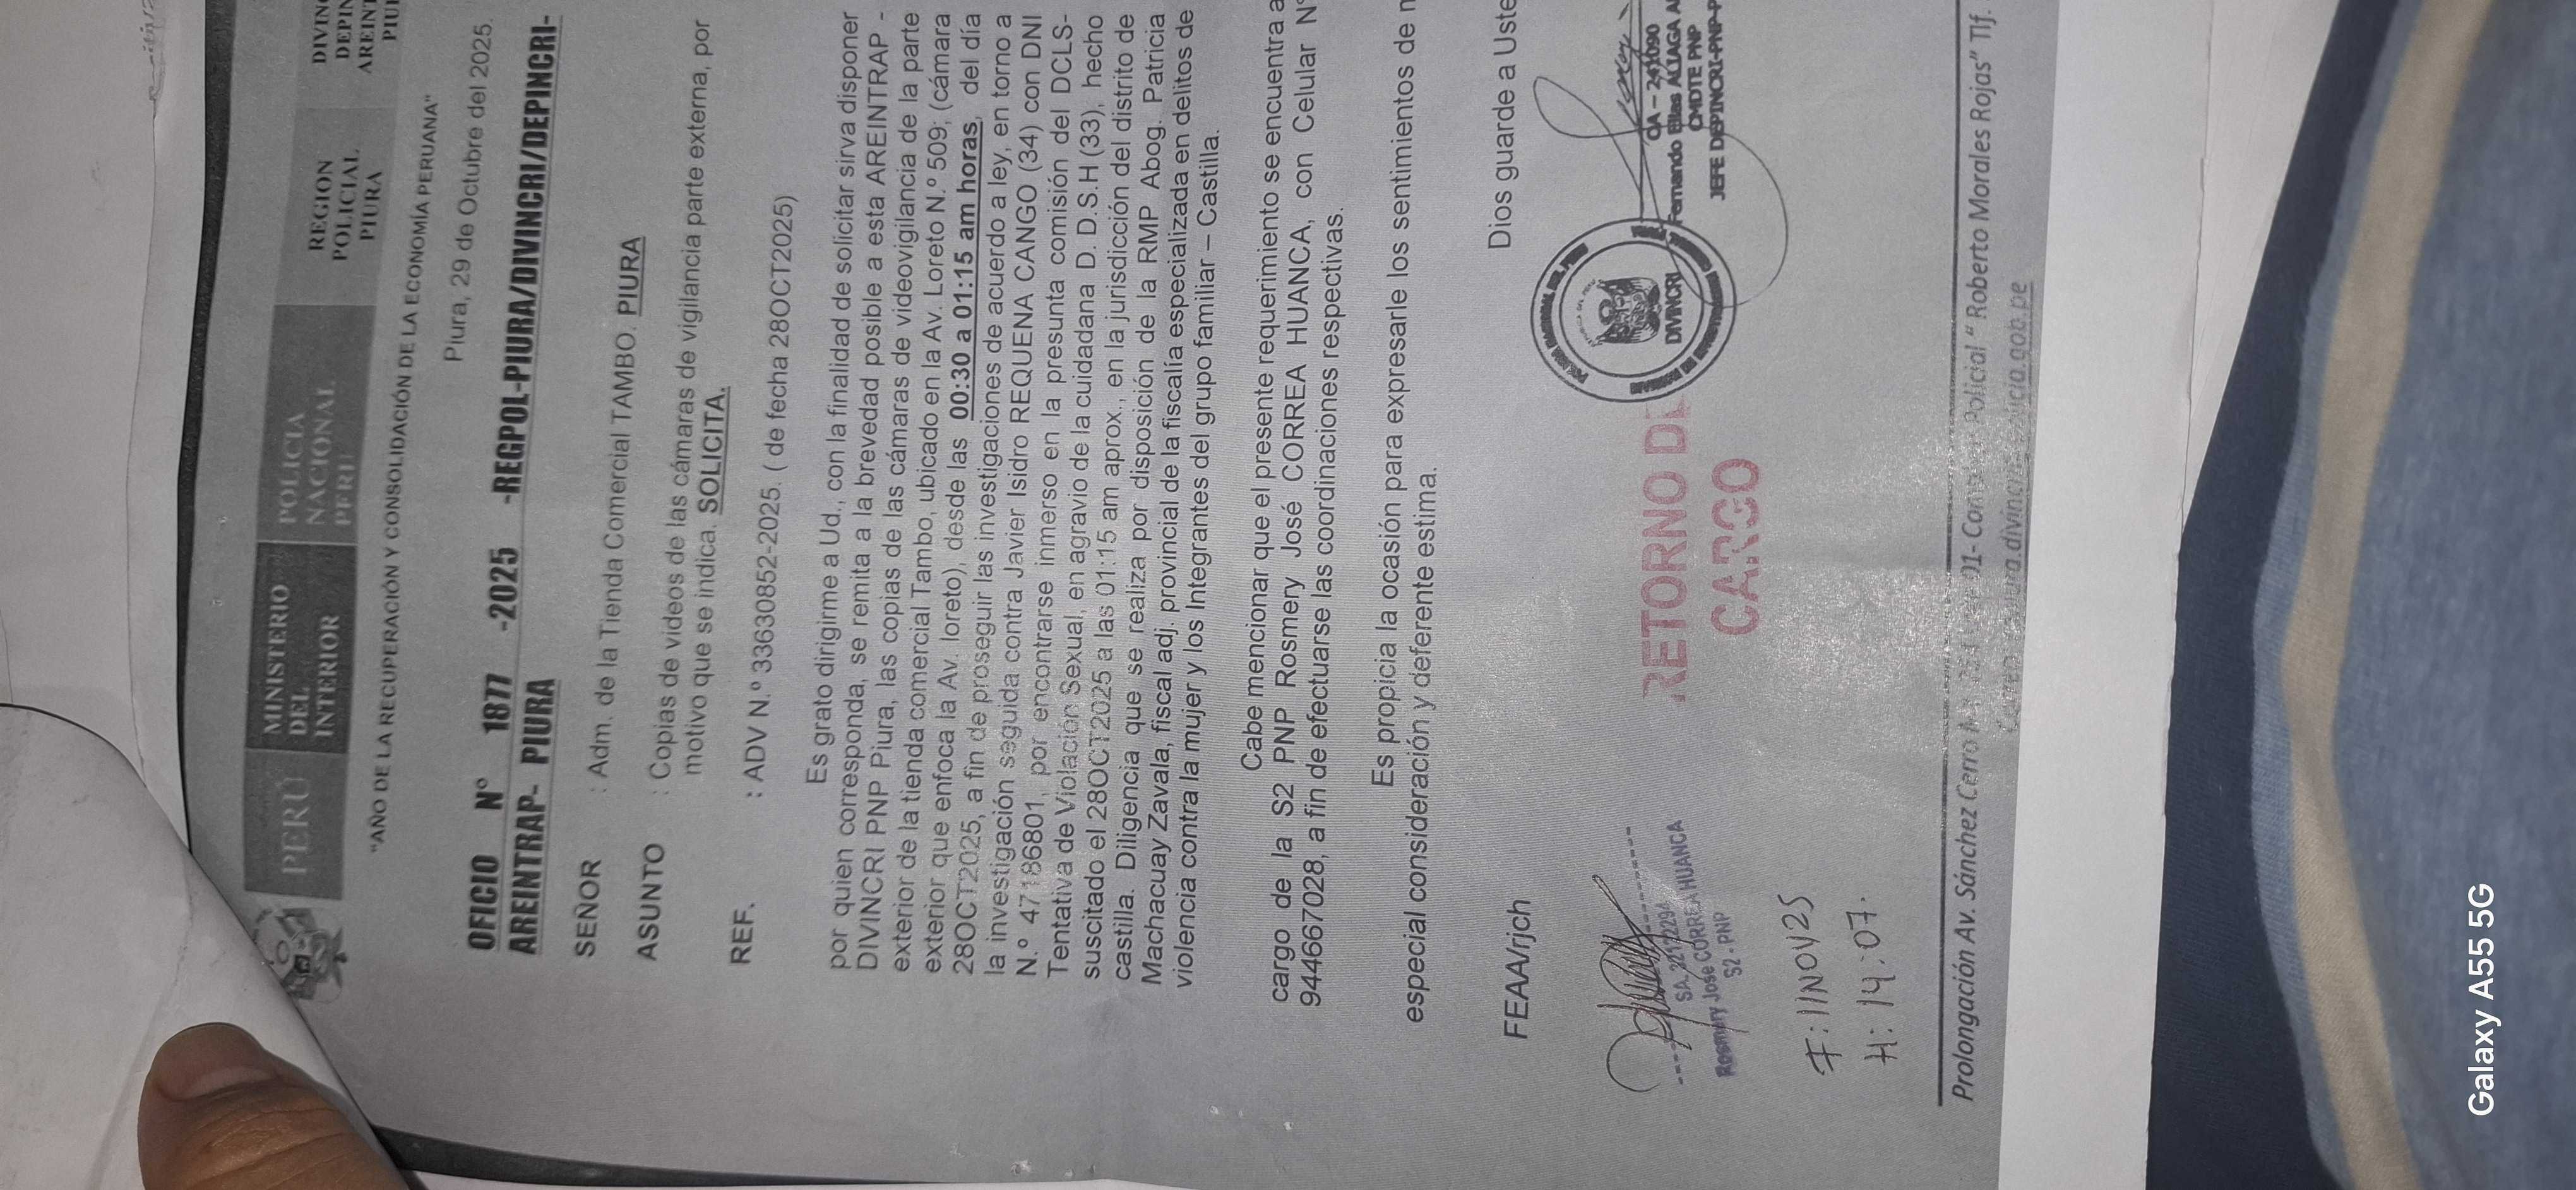 PERÚ
MINISTERIO
DEL
INTERIOR
POLICIA
NACIONAL
PERU
REGION
POLICIAL
PIURA
"AÑO DE LA RECUPERACIÓN Y CONSOLIDACIÓN DE LA ECONOMÍA PERUANA"
Piura, 29 de Octubre del 2025.
OFICIO N° 1877 -2025 -REGPOL-PIURA/DIVINCRI/DEPINCRI-
AREINTRAP- PIURA
SEÑOR : Adm. de la Tienda Comercial TAMBO. PIURA
ASUNTO : Copias de videos de las cámaras de vigilancia parte externa, por
motivo que se indica. SOLICITA.
REF. : ADV N.º 33630852-2025. ( de fecha 28OCT2025)
Es grato dirigirme a Ud., con la finalidad de solicitar sirva disponer
por quien corresponda, se remita a la brevedad posible a esta AREINTRAP -
DIVINCRI PNP Piura, las copias de las cámaras de videovigilancia de la parte
exterior de la tienda comercial Tambo, ubicado en la Av. Loreto N.º 509; (cámara
exterior que enfoca la Av. loreto), desde las 00:30 a 01:15 am horas, del día
28OCT2025, a fin de proseguir las investigaciones de acuerdo a ley, en torno a
la investigación seguida contra Javier Isidro REQUENA CANGO (34) con DNI
N.º 47186801, por encontrarse inmerso en la presunta comisión del DCLS-
Tentativa de Violación Sexual, en agravio de la cuidadana D. D.S.H (33), hecho
suscitado el 28OCT2025 a las 01:15 am aprox., en la jurisdicción del distrito de
castilla. Diligencia que se realiza por disposición de la RMP Abog. Patricia
Machacuay Zavala, fiscal adj. provincial de la fiscalía especializada en delitos de
violencia contra la mujer y los Integrantes del grupo familiar – Castilla.
Cabe mencionar que el presente requerimiento se encuentra a
cargo de la S2 PNP Rosmery José CORREA HUANCA, con Celular N°
944667028, a fin de efectuarse las coordinaciones respectivas.
Es propicia la ocasión para expresarle los sentimientos de
especial consideración y deferente estima.
Dios guarde a Uste
FEAA/rjch
RETORNO DE
CARGO
DIVINCRI
OA – 241090
Fernando Elias ALIAGA
CMDTE PNP
JEFE DEPINCRI-PNP-P
SA. 32172294
Rosmery José CORREA HUANCA
S2 - PNP
F: 11NOV25
H: 14:07.
Prolongación Av. Sánchez Cerro Policial " Roberto Morales Rojas" Tlf.
Galaxy A55 5G